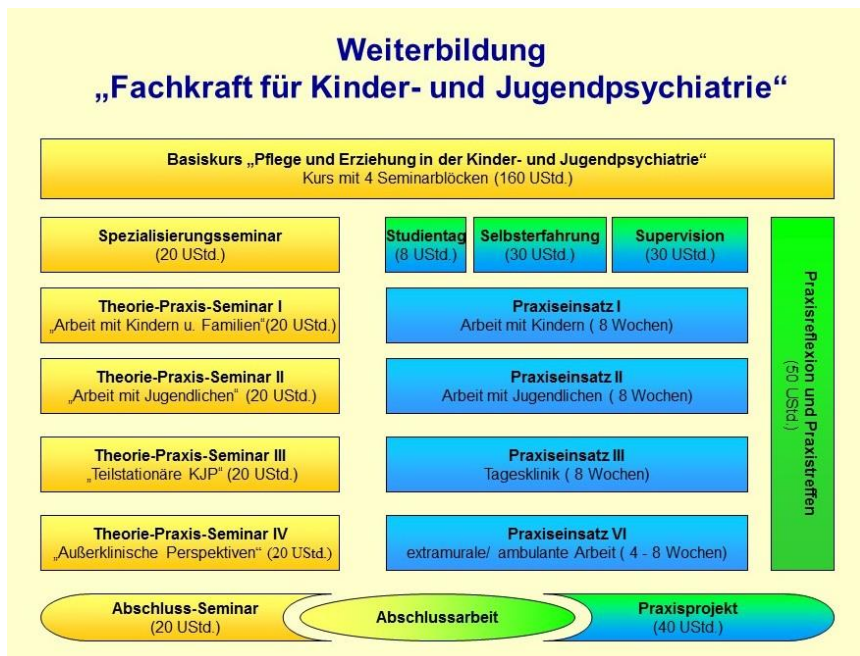 Weiterbildung
„Fachkraft für Kinder- und Jugendpsychiatrie“
Basiskurs „Pflege und Erziehung in der Kinder- und Jugendpsychiatrie“
Kurs mit 4 Seminarblöcken (160 UStd.)
Spezialisierungsseminar
(20 UStd.)
Studientag
(8 UStd.)
Selbsterfahrung
(30 UStd.)
Supervision
(30 UStd.)
Praxisreflexion und Praxistreffen
(50 UStd.)
Theorie-Praxis-Seminar I
„Arbeit mit Kindern u. Familien“(20 UStd.)
Praxiseinsatz I
Arbeit mit Kindern ( 8 Wochen)
Theorie-Praxis-Seminar II
„Arbeit mit Jugendlichen“ (20 UStd.)
Praxiseinsatz II
Arbeit mit Jugendlichen ( 8 Wochen)
Theorie-Praxis-Seminar III
„Teilstationäre KJP“ (20 UStd.)
Praxiseinsatz III
Tagesklinik ( 8 Wochen)
Theorie-Praxis-Seminar IV
„Außerklinische Perspektiven“ (20 UStd.)
Praxiseinsatz VI
extramurale/ ambulante Arbeit ( 4 - 8 Wochen)
Abschluss-Seminar
(20 UStd.)
Abschlussarbeit
Praxisprojekt
(40 UStd.)